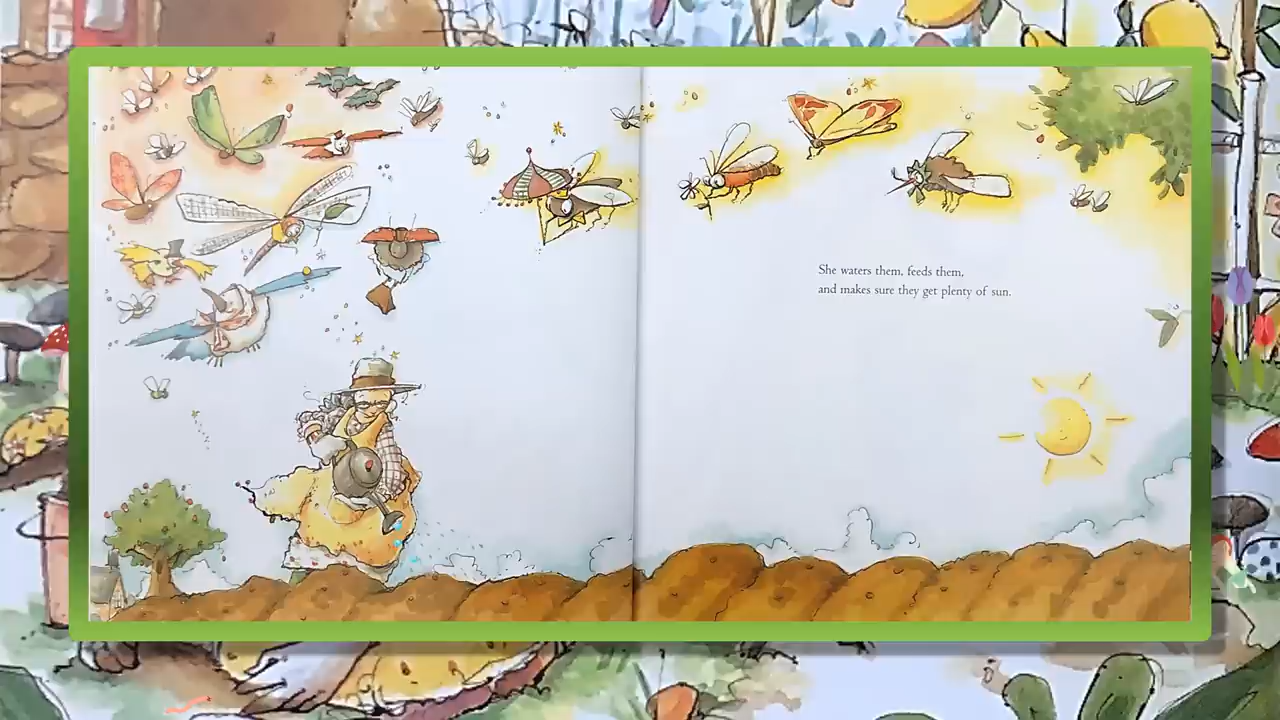 She waters them, feeds them,
and makes sure they get plenty of sun.